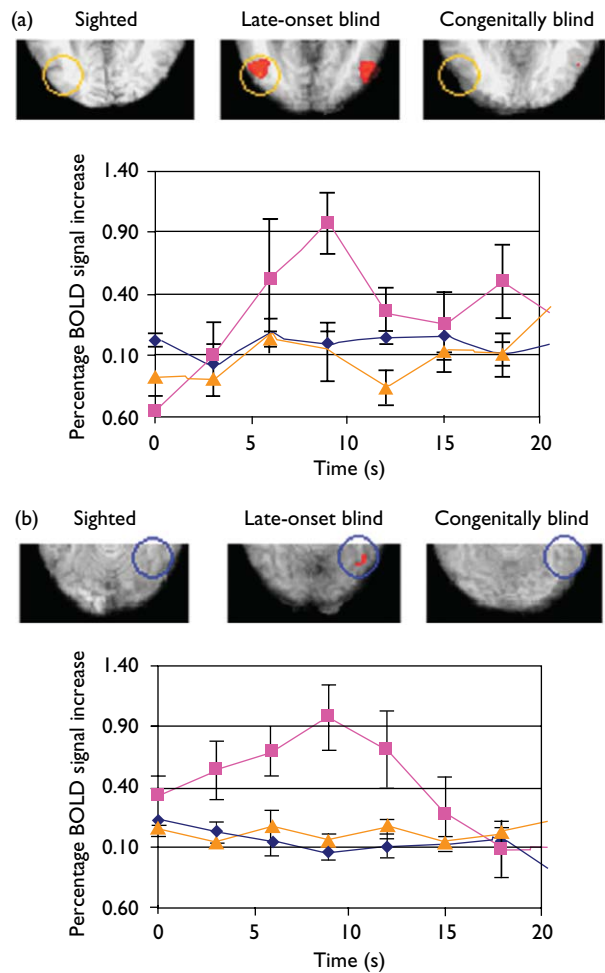 (a) Sighted Late-onset blind Congenitally blind
Percentage BOLD signal increase
1.40
0.90
0.40
0.10
0.60
0 5 10 15 20
Time (s)
(b) Sighted Late-onset blind Congenitally blind
Percentage BOLD signal increase
1.40
0.90
0.40
0.10
0.60
0 5 10 15 20
Time (s)